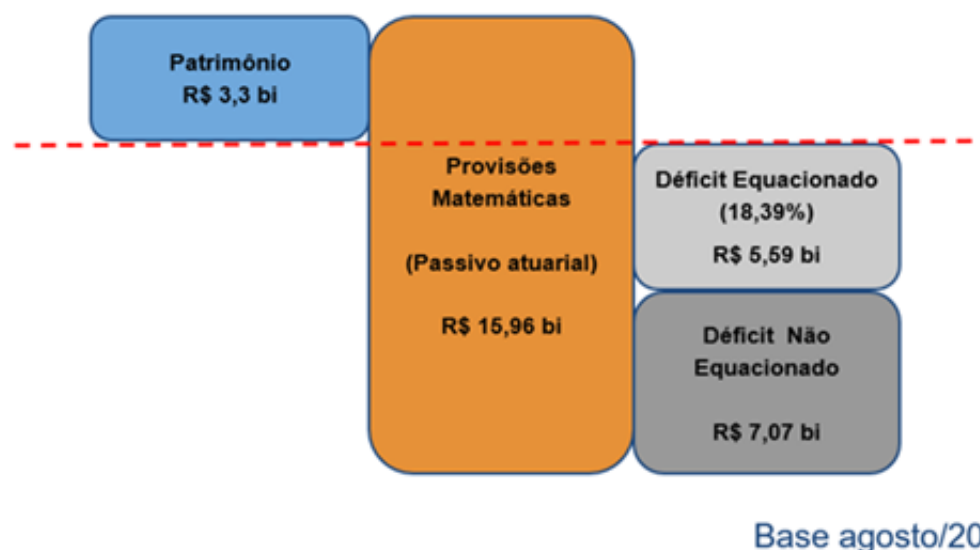 Patrimônio
R$ 3,3 bi
Provisões
Matemáticas
(Passivo atuarial)
R$ 15,96 bi
Déficit Equacionado
(18,39%)
R$ 5,59 bi
Déficit Não
Equacionado
R$ 7,07 bi
Base agosto/20